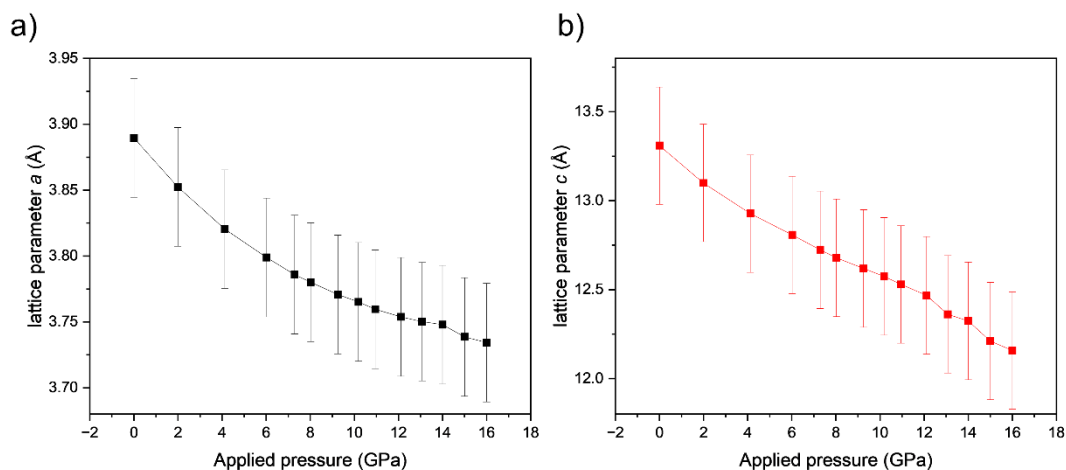 a)
3.95
3.90
3.85
3.80
3.75
3.70
lattice parameter a (Å)
−2 0 2 4 6 8 10 12 14 16 18
Applied pressure (GPa)
b)
13.5
13.0
12.5
12.0
lattice parameter c (Å)
−2 0 2 4 6 8 10 12 14 16 18
Applied pressure (GPa)